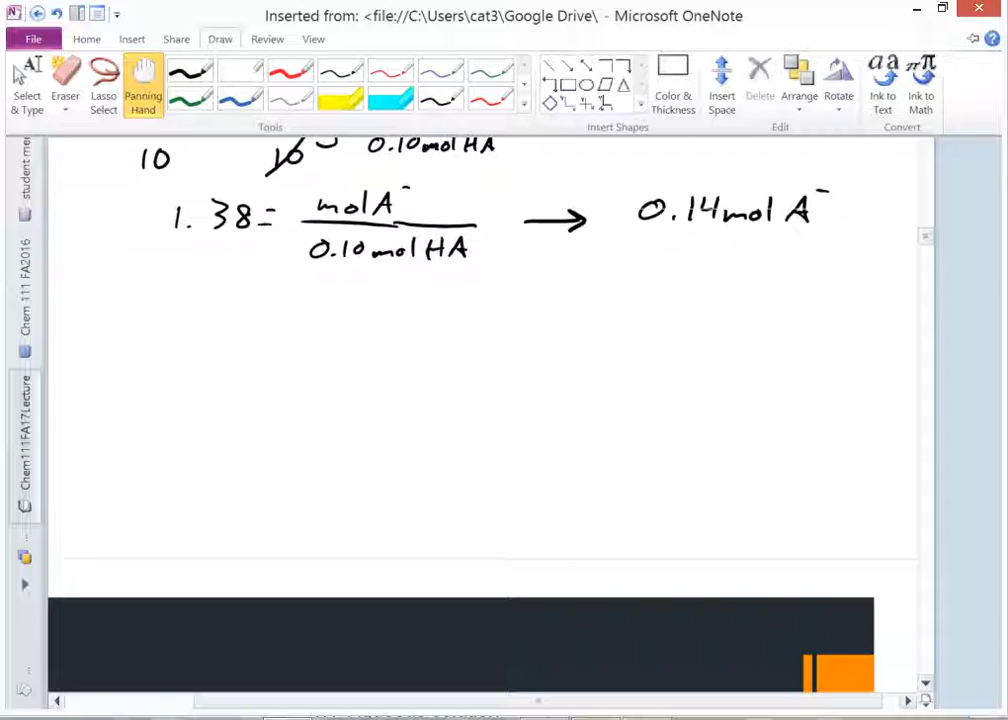 Inserted from: <file://C:\Users\cat3\Google Drive\ - Microsoft OneNote
File Home Insert Share Draw Review View
Select & Type
Eraser
Lasso Select
Panning Hand
Color & Thickness
Insert Space
Delete
Arrange
Rotate
Ink to Text
Ink to Math
Tools
Insert Shapes
Edit
Convert
student me
Chem 111 FA2016
Chem111FA17Lecture
10 10 0.10 mol HA
1.38 = mol A⁻ / 0.10 mol HA → 0.14 mol A⁻